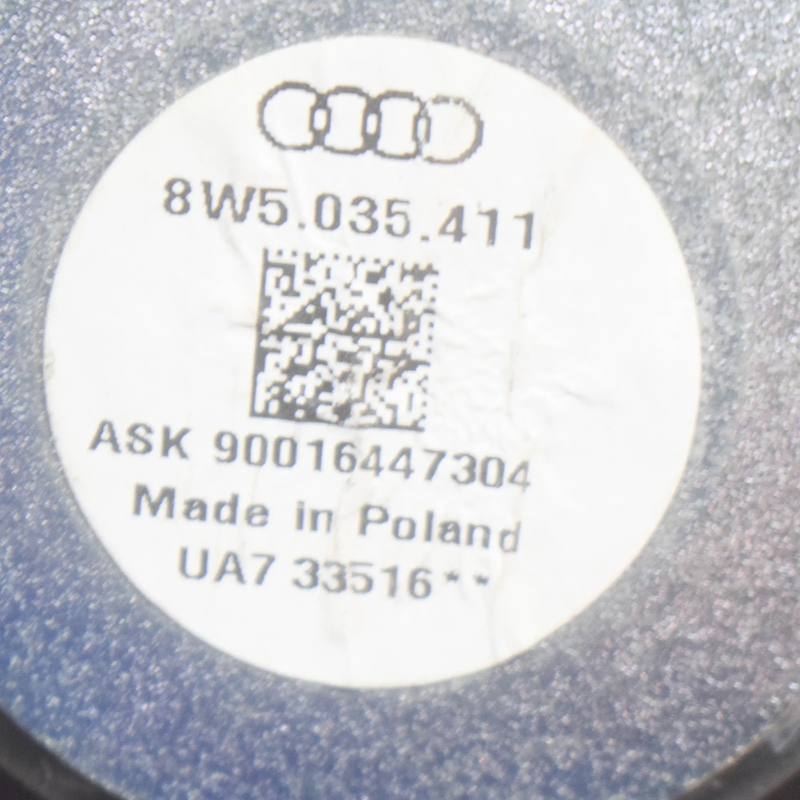 8W5.035.411
ASK 90016447304
Made in Poland
UA7 33516**